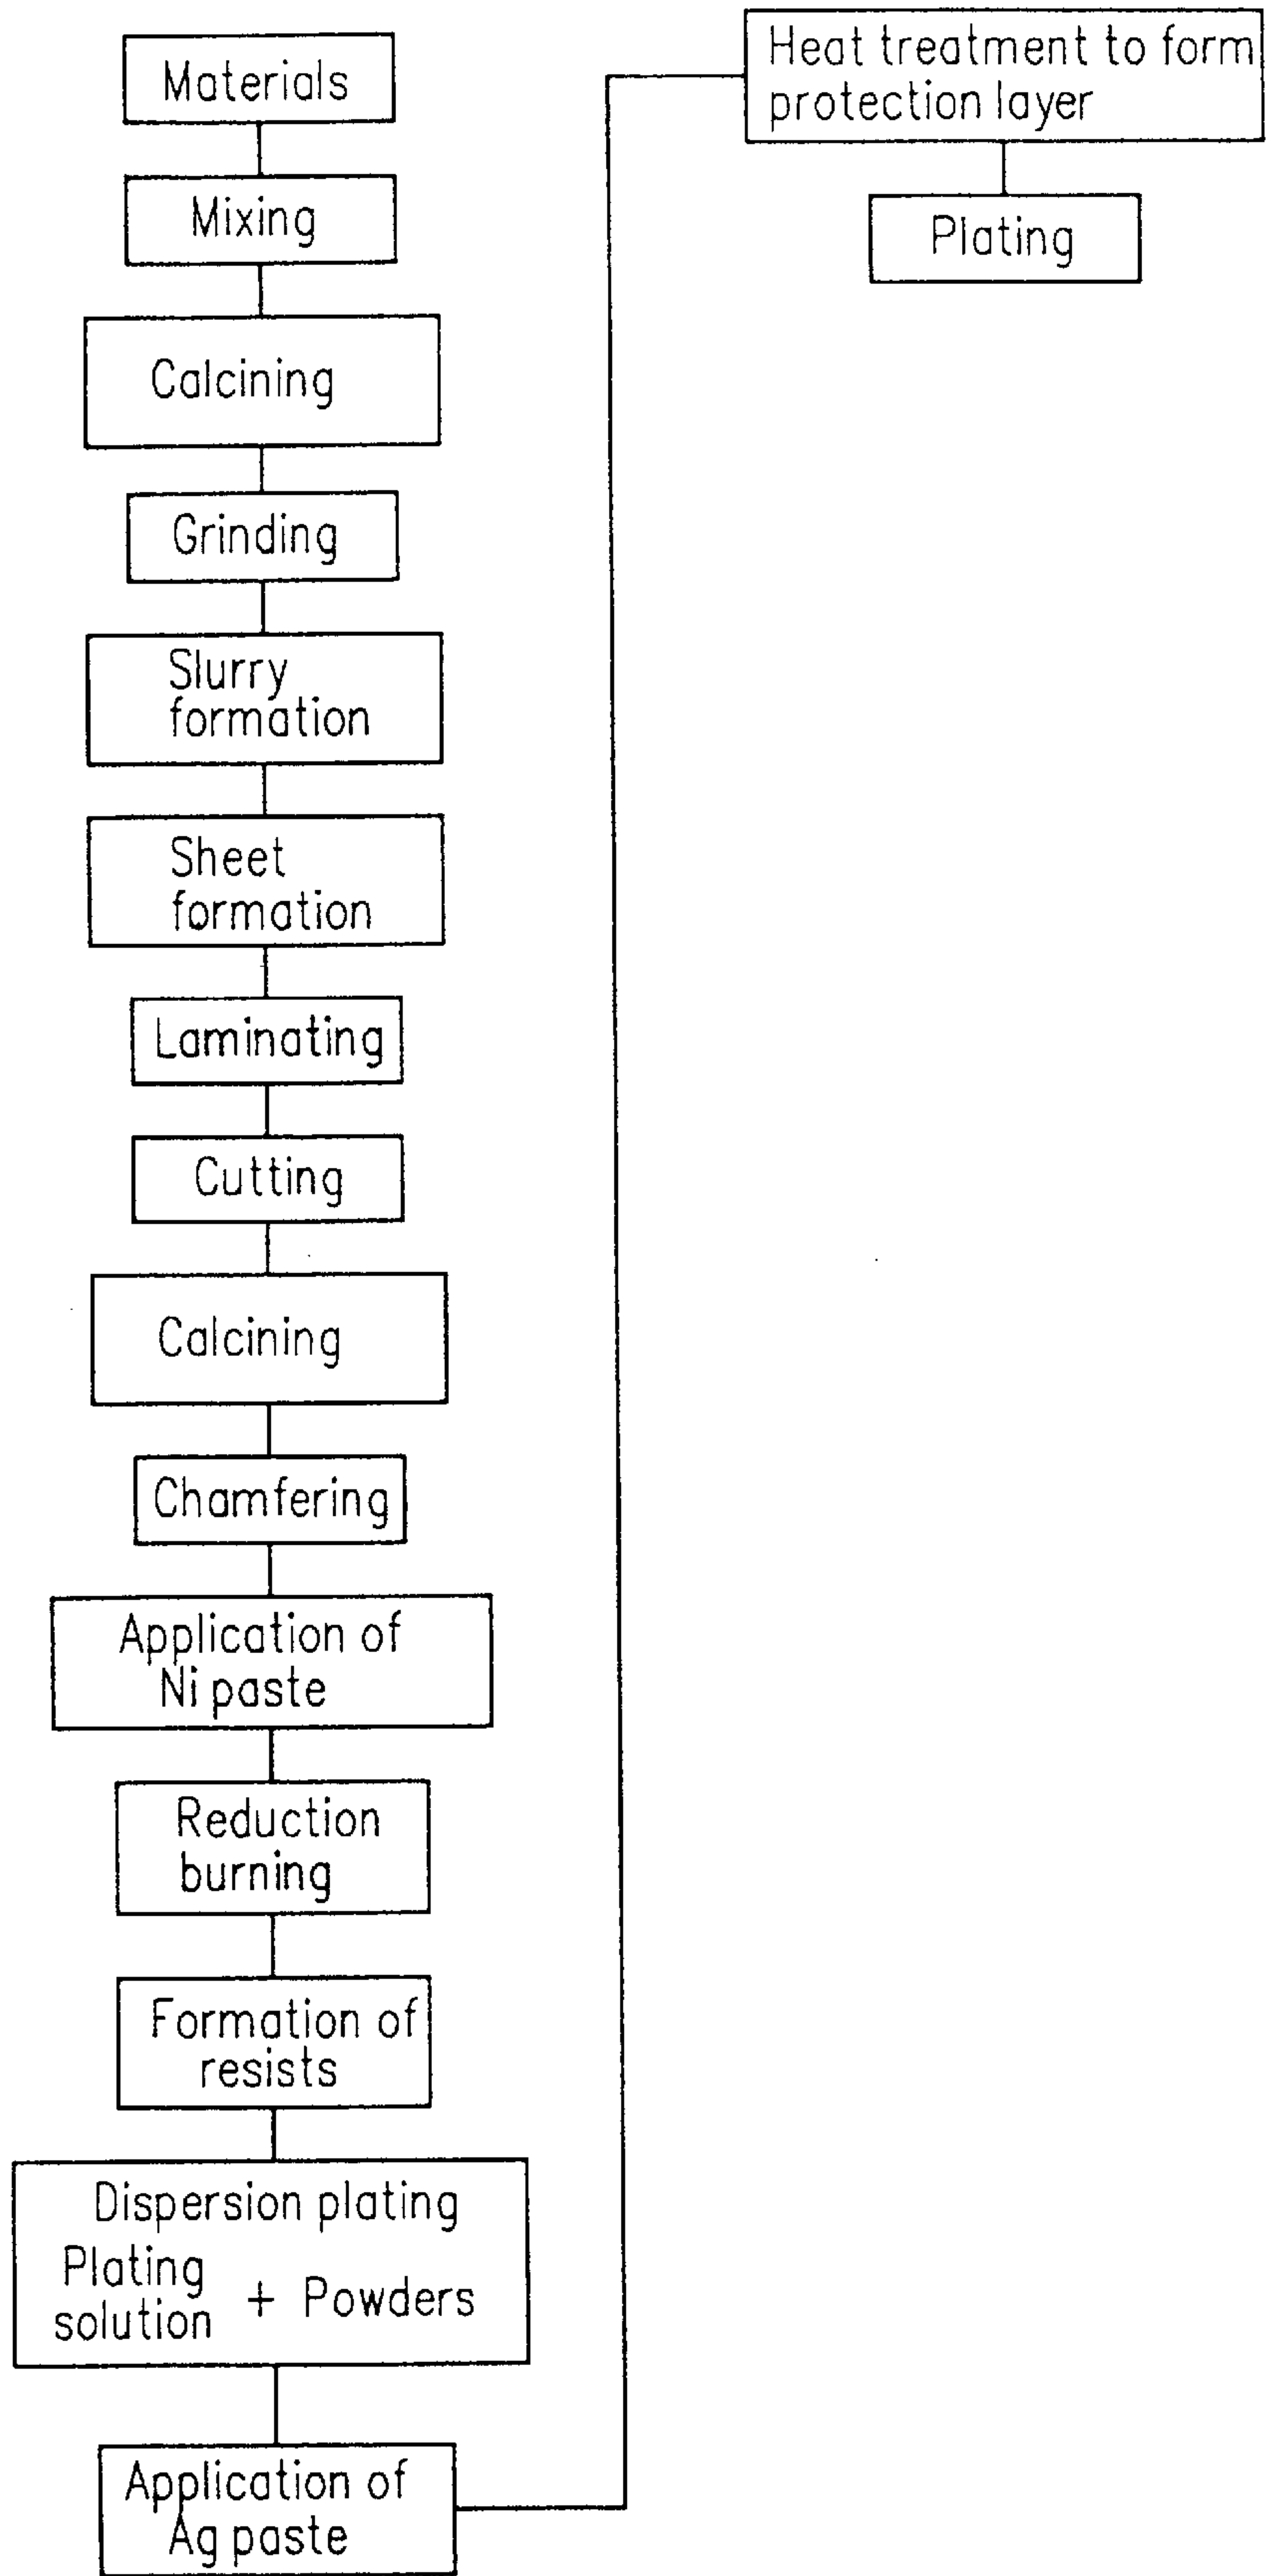 Materials
Mixing
Calcining
Grinding
Slurry
formation
Sheet
formation
Laminating
Cutting
Calcining
Chamfering
Application of
Ni paste
Reduction
burning
Formation of
resists
Dispersion plating
Plating
solution + Powders
Application of
Ag paste
Heat treatment to form
protection layer
Plating